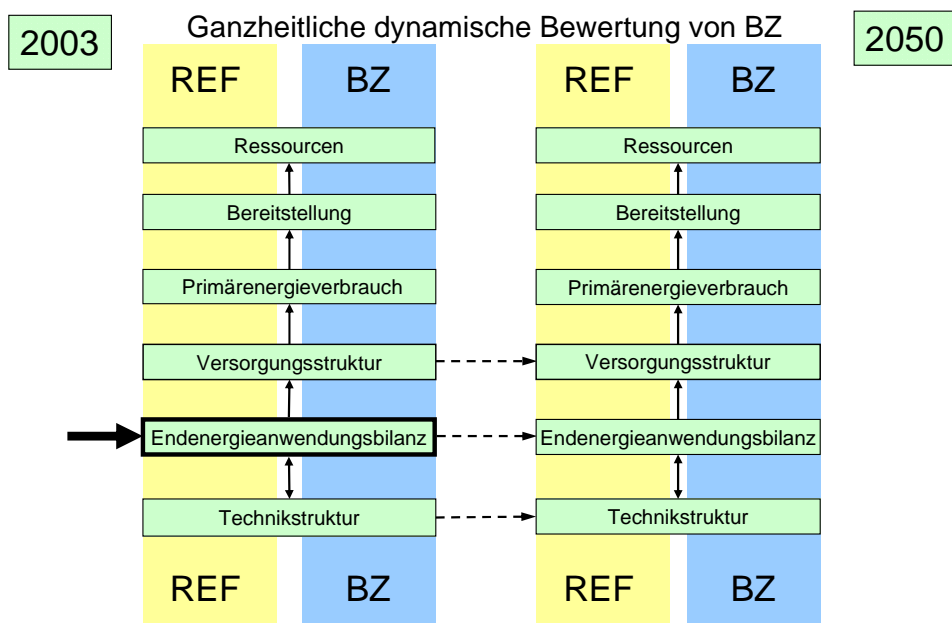 Ganzheitliche dynamische Bewertung von BZ
2003
2050
REF BZ REF BZ
Ressourcen Ressourcen
Bereitstellung Bereitstellung
Primärenergieverbrauch Primärenergieverbrauch
Versorgungsstruktur Versorgungsstruktur
Endenergieanwendungsbilanz Endenergieanwendungsbilanz
Technikstruktur Technikstruktur
REF BZ REF BZ